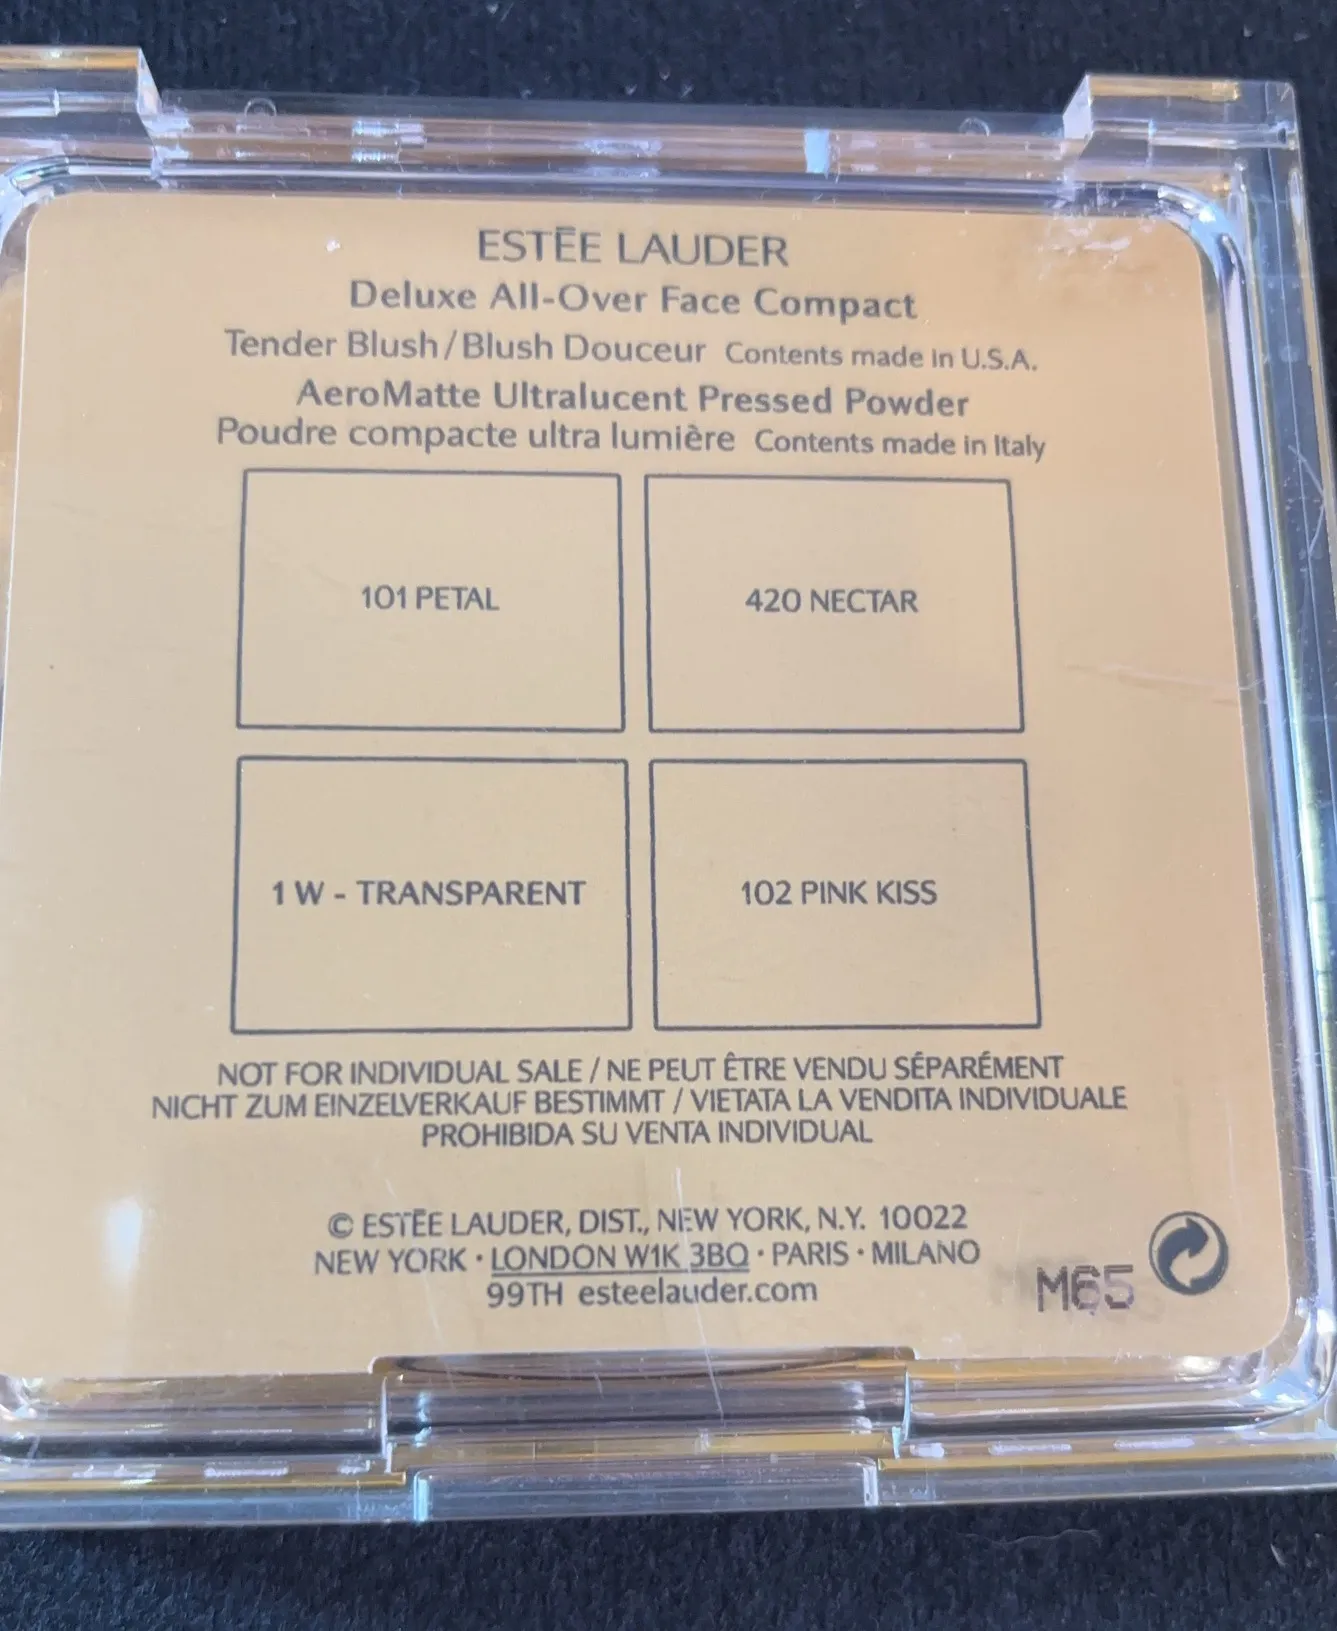 ESTĒE LAUDER
Deluxe All-Over Face Compact
Tender Blush/Blush Douceur Contents made in U.S.A.
AeroMatte Ultralucent Pressed Powder
Poudre compacte ultra lumière Contents made in Italy
101 PETAL
420 NECTAR
1 W - TRANSPARENT
102 PINK KISS
NOT FOR INDIVIDUAL SALE / NE PEUT ÊTRE VENDU SÉPARÉMENT
NICHT ZUM EINZELVERKAUF BESTIMMT / VIETATA LA VENDITA INDIVIDUALE
PROHIBIDA SU VENTA INDIVIDUAL
© ESTĒE LAUDER, DIST., NEW YORK, N.Y. 10022
NEW YORK · LONDON W1K 3BQ · PARIS · MILANO
99TH esteelauder.com
M65